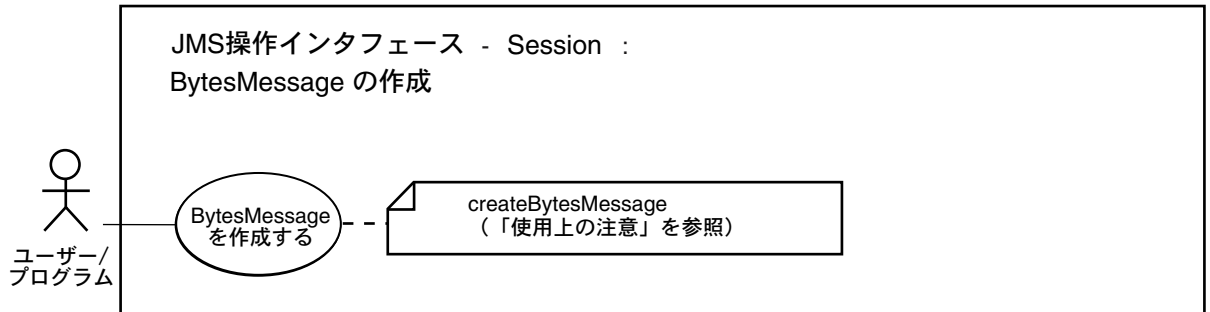 JMS操作インタフェース - Session :
BytesMessage の作成
BytesMessage
を作成する
createBytesMessage
(「使用上の注意」を参照)
ユーザー/
プログラム